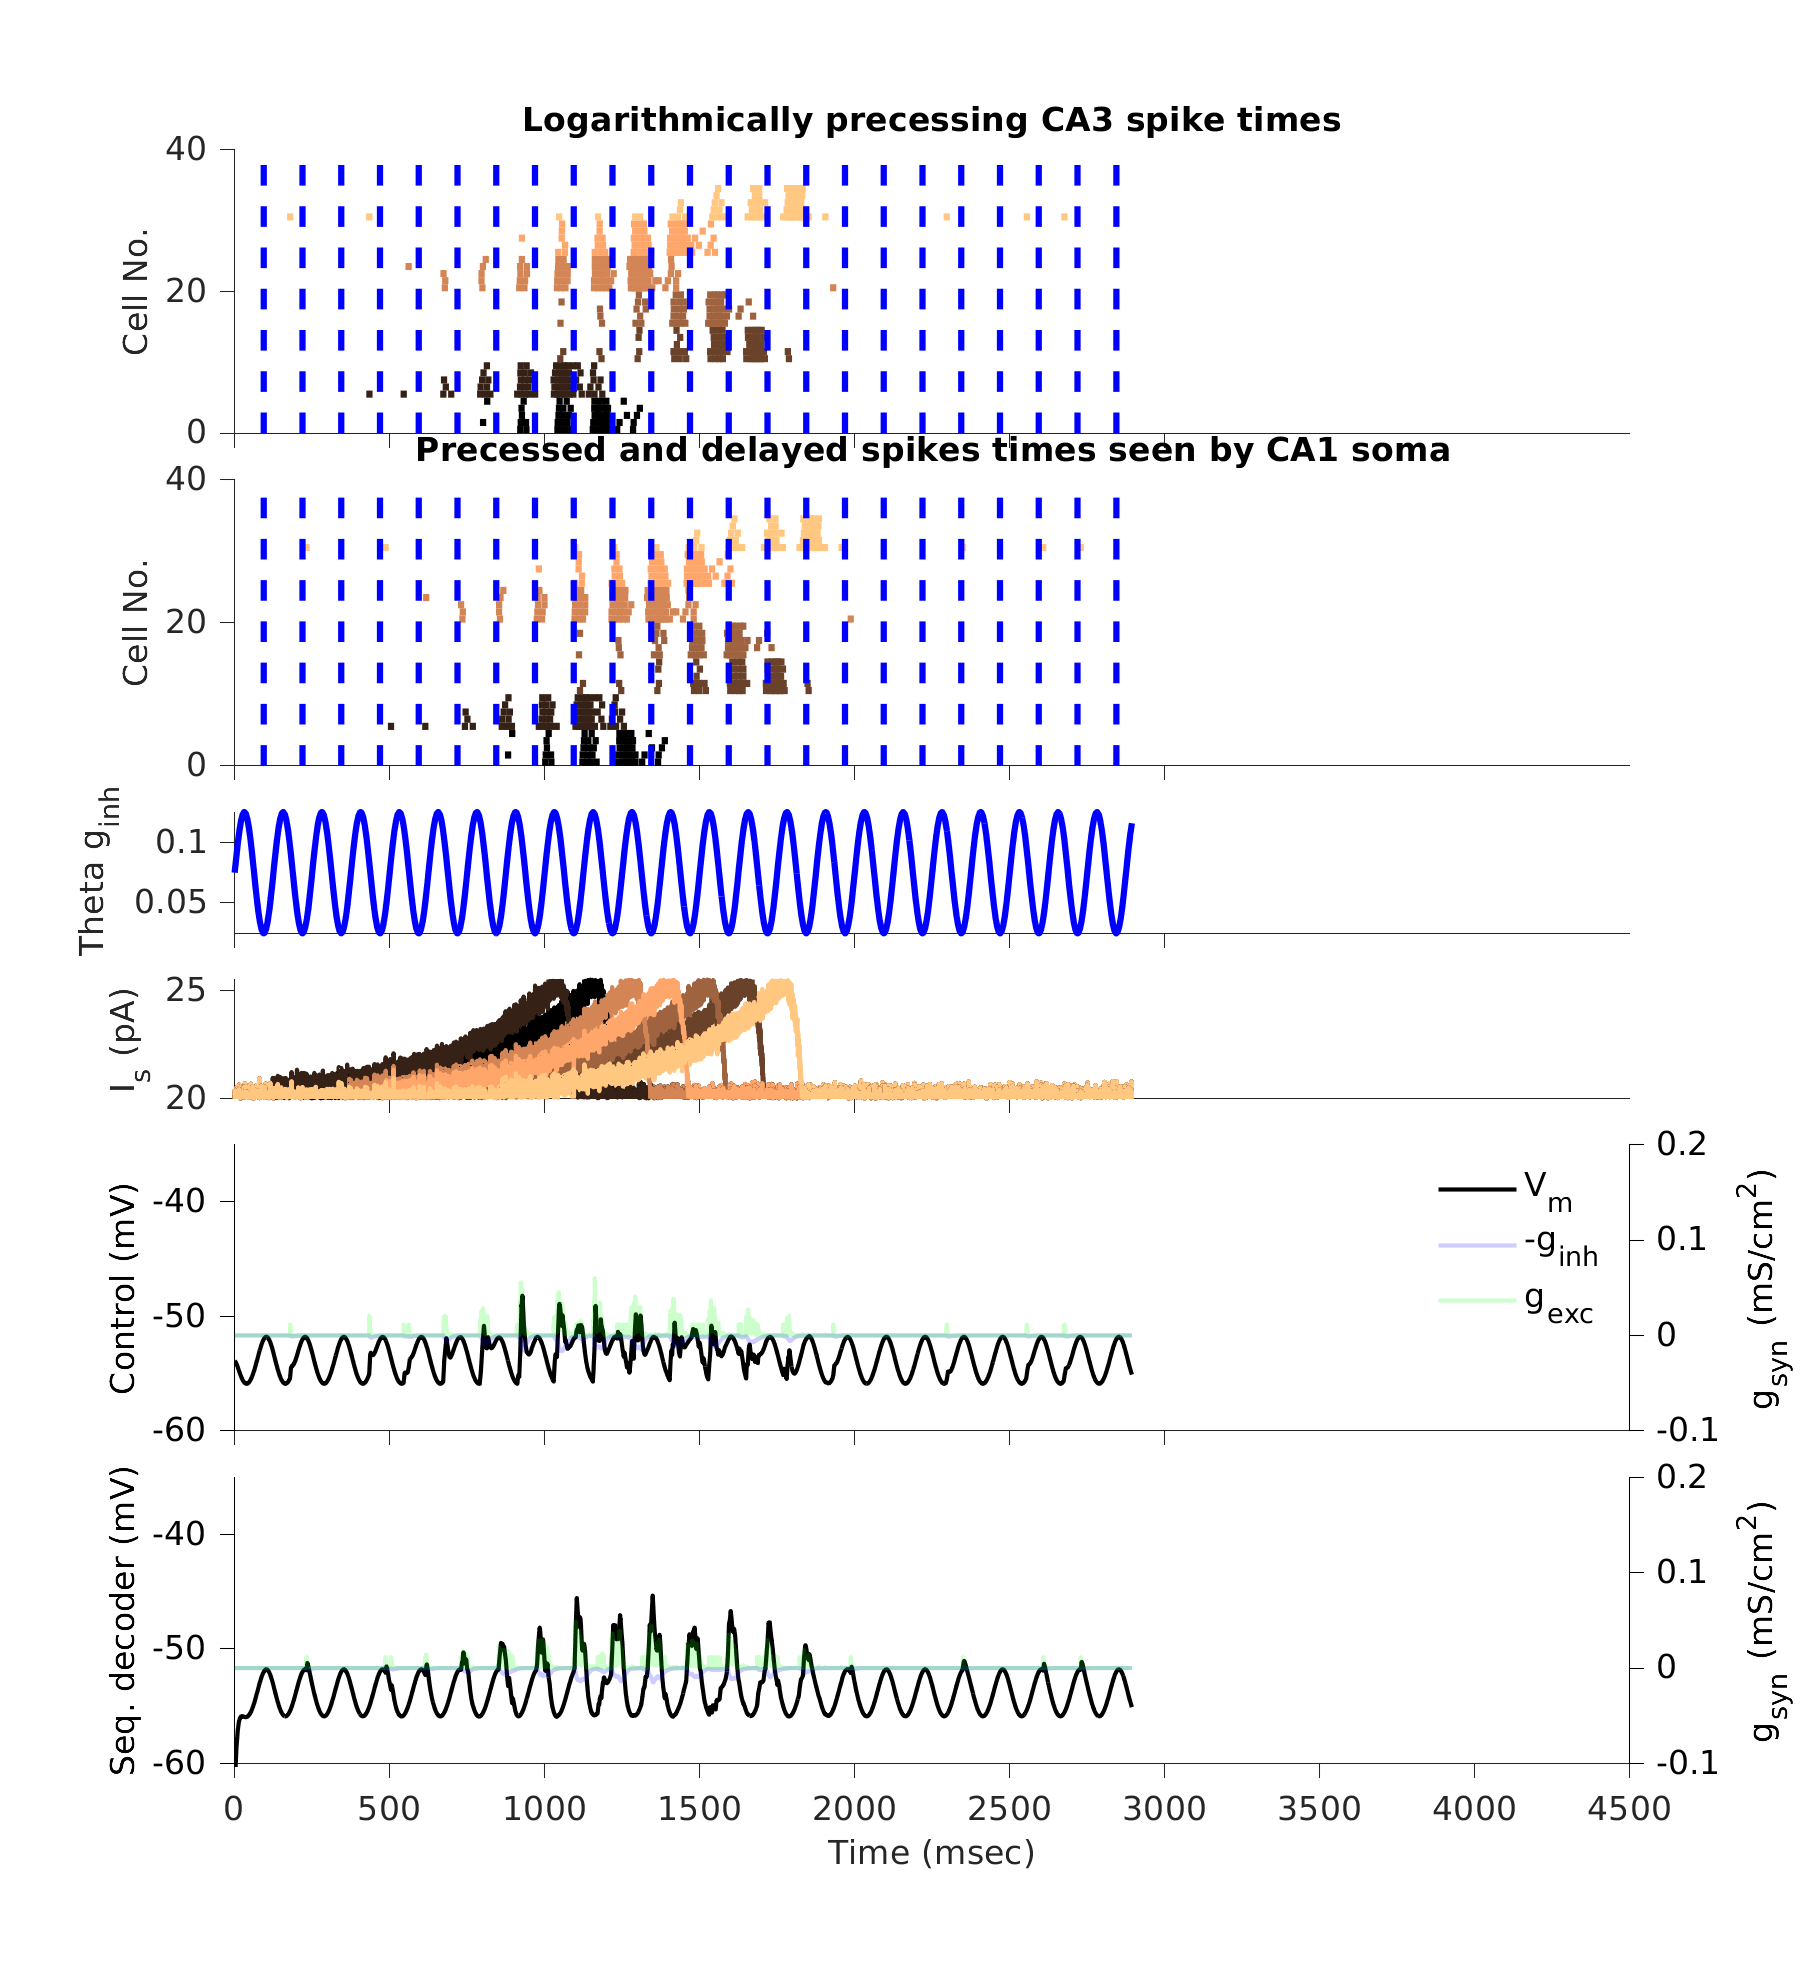 Logarithmically precessing CA3 spike times
40
20
0
Cell No.
Precessed and delayed spikes times seen by CA1 soma
40
20
0
Cell No.
0.1
0.05
Theta g_inh
25
20
I_s (pA)
-40
-50
-60
Control (mV)
V_m
-g_inh
g_exc
0.2
0.1
0
-0.1
g_syn (mS/cm^2)
-40
-50
-60
Seq. decoder (mV)
0.2
0.1
0
-0.1
g_syn (mS/cm^2)
0 500 1000 1500 2000 2500 3000 3500 4000 4500
Time (msec)